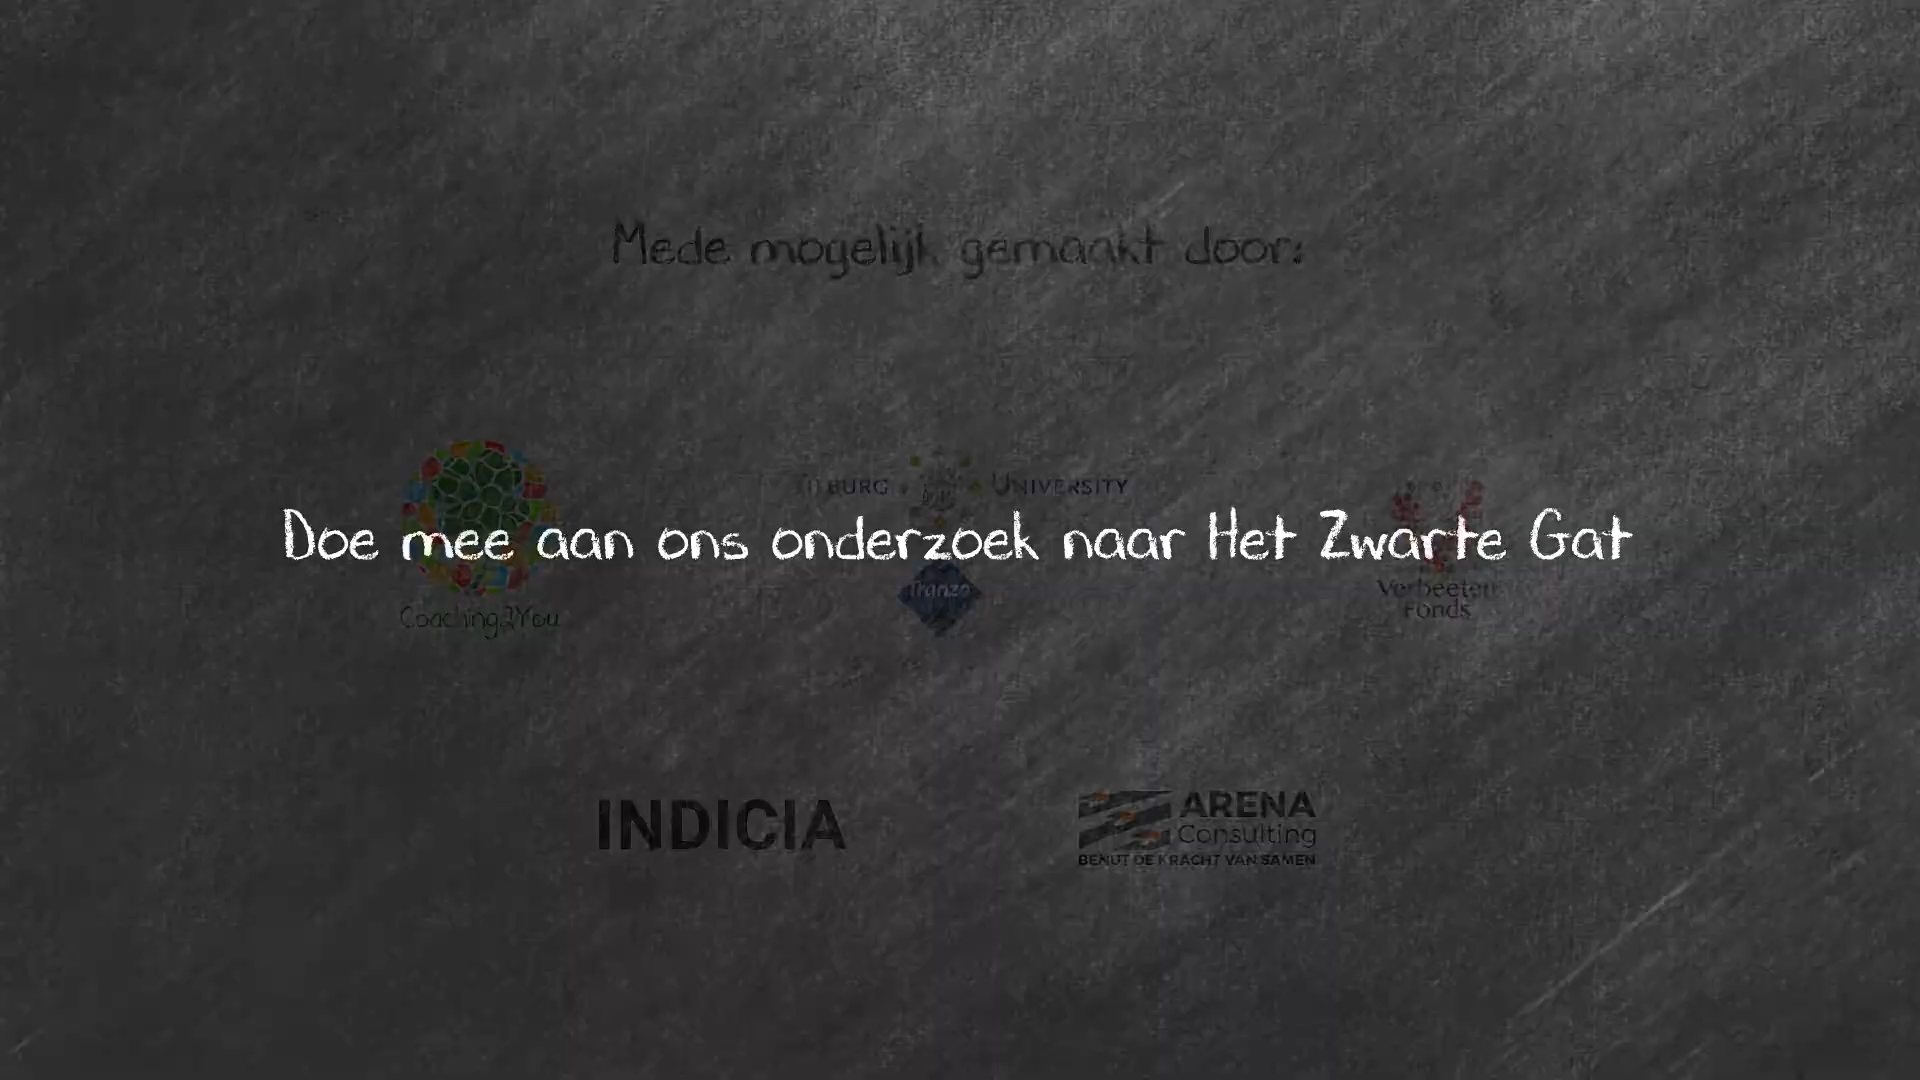 Mede mogelijk gemaakt door:
TILBURG UNIVERSITY
Doe mee aan ons onderzoek naar Het Zwarte Gat
Tranzo
Verbeeten
Fonds
Coaching2You
INDICIA
ARENA
Consulting
BENUT DE KRACHT VAN SAMEN